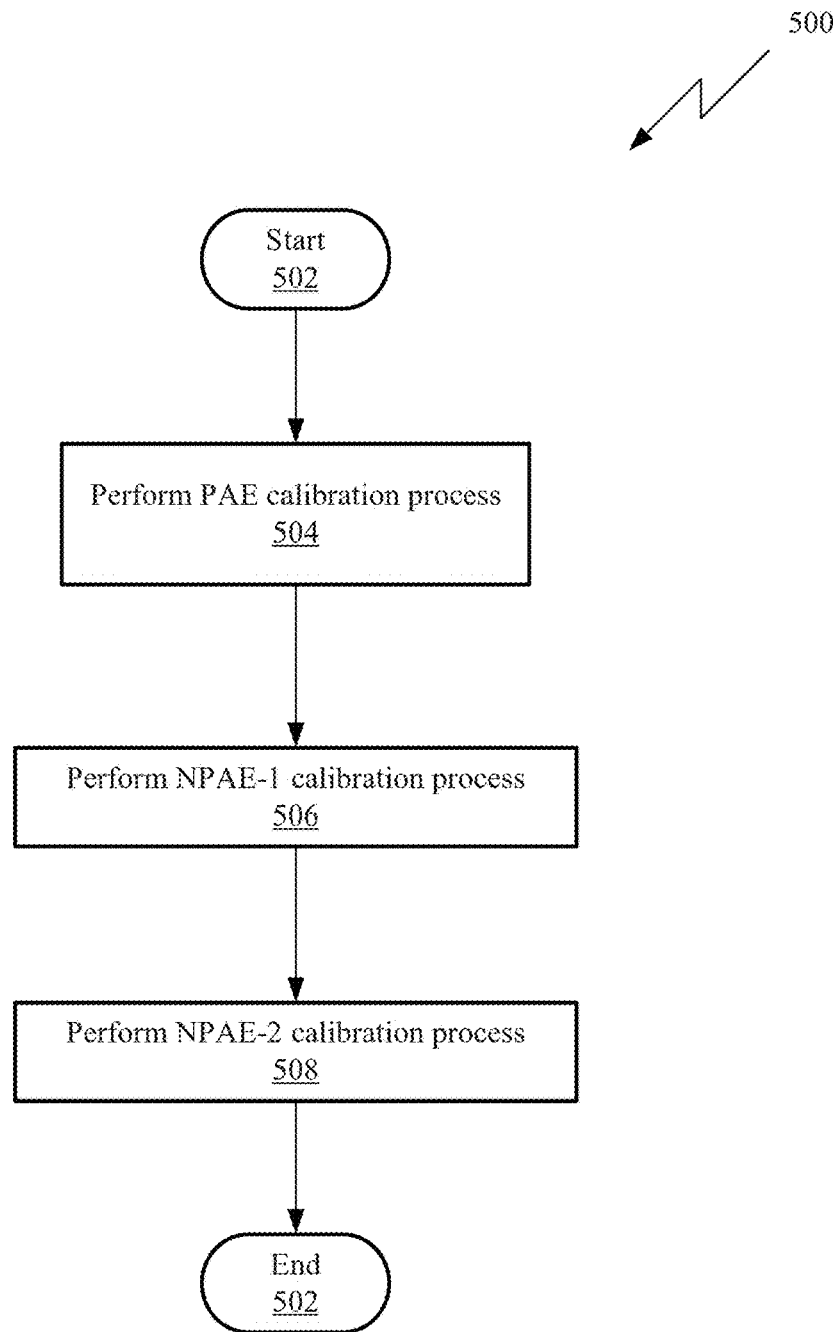 500
Start
502
Perform PAE calibration process
504
Perform NPAE-1 calibration process
506
Perform NPAE-2 calibration process
508
End
502